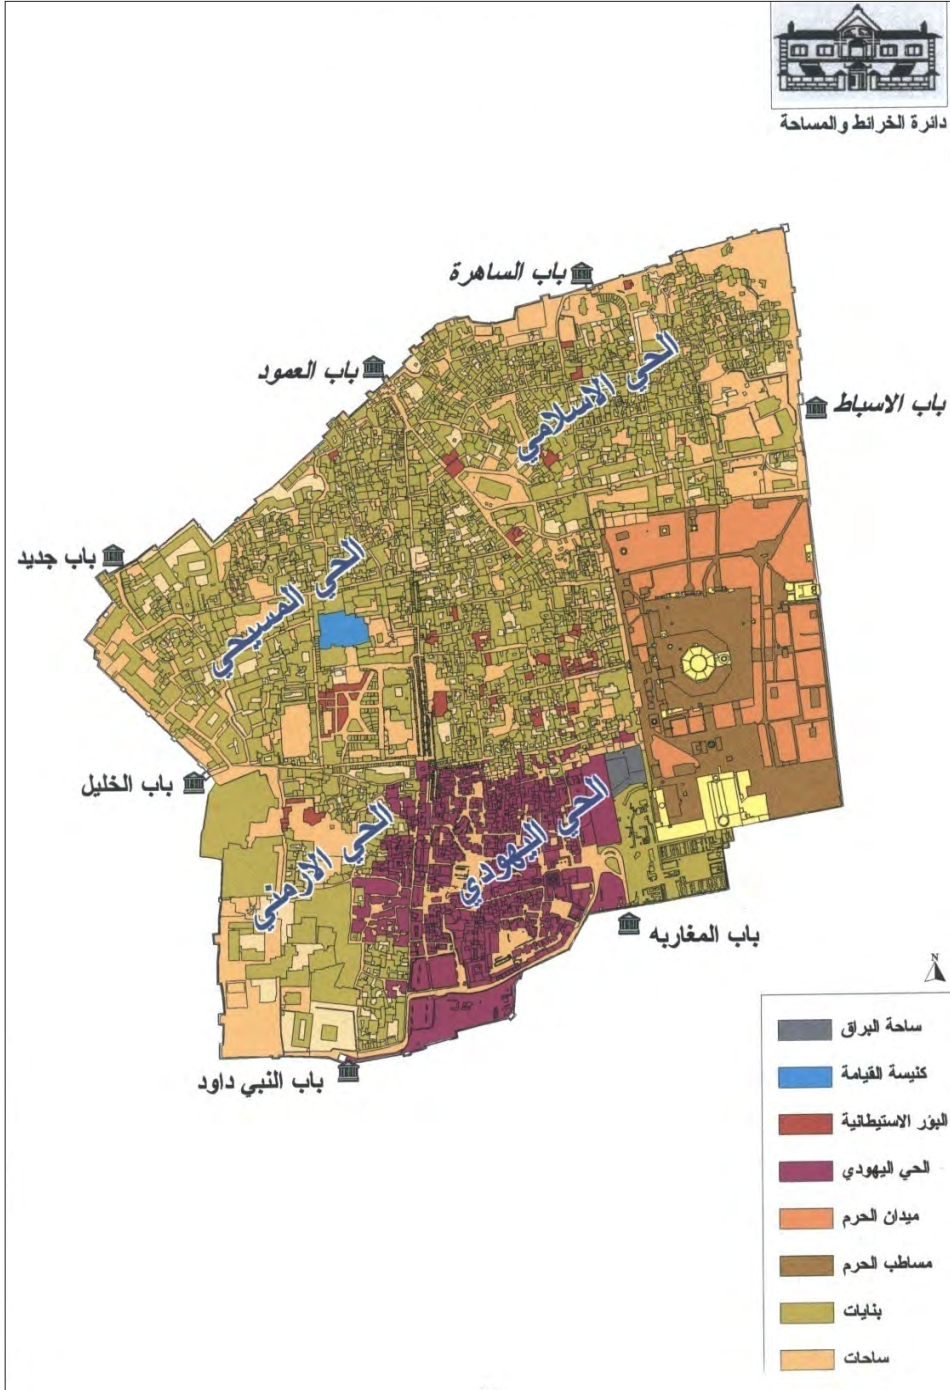 دائرة الخرائط والمساحة
باب الساهرة
باب العمود
الحي الاسلامي
باب الاسباط
باب جديد
الحي المسيحي
باب الخليل
الحي الارمني
الحي اليهودي
باب المغاربه
باب النبي داود
N
ساحة البراق
كنيسة القيامة
البؤر الاستيطانية
الحي اليهودي
ميدان الحرم
مساطب الحرم
بنايات
ساحات